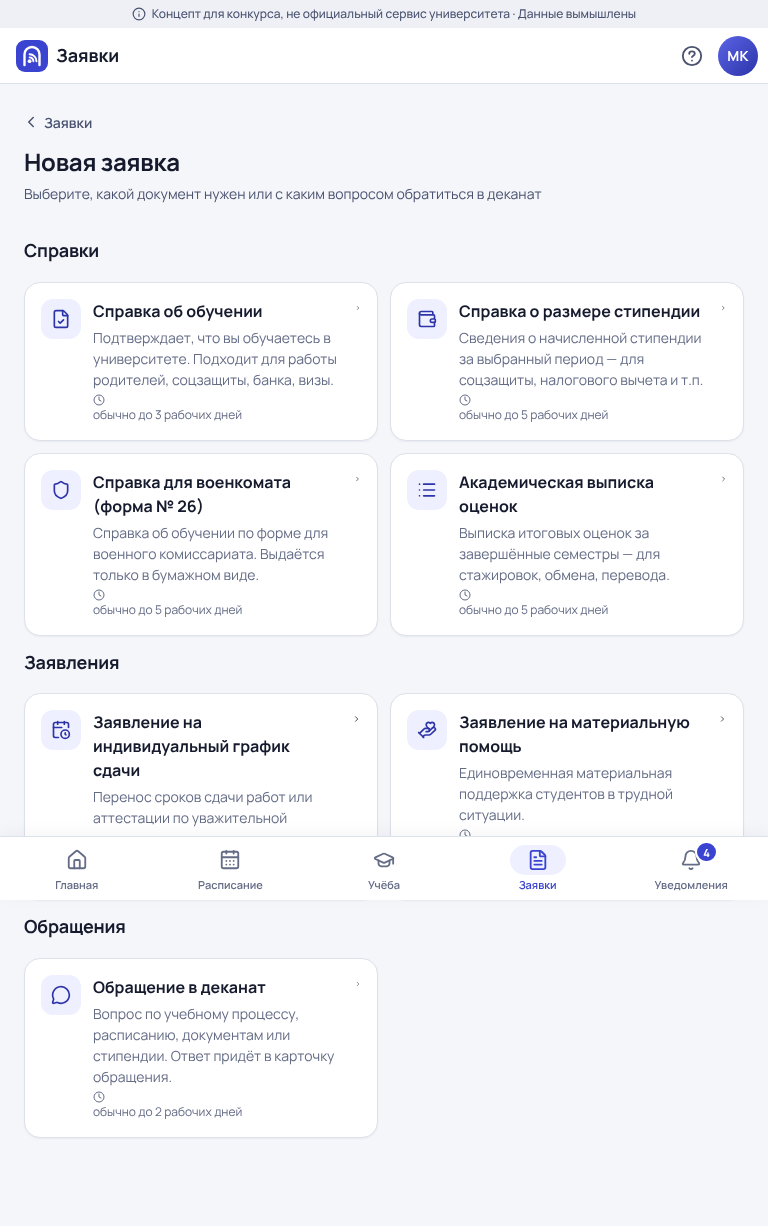 Концепт для конкурса, не официальный сервис университета · Данные вымышлены
Заявки
МК
Заявки
Новая заявка
Выберите, какой документ нужен или с каким вопросом обратиться в деканат
Справки
Справка об обучении
Подтверждает, что вы обучаетесь в
университете. Подходит для работы
родителей, соцзащиты, банка, визы.
обычно до 3 рабочих дней
Справка о размере стипендии
Сведения о начисленной стипендии
за выбранный период — для
соцзащиты, налогового вычета и т.п.
обычно до 5 рабочих дней
Справка для военкомата
(форма № 26)
Справка об обучении по форме для
военного комиссариата. Выдаётся
только в бумажном виде.
обычно до 5 рабочих дней
Академическая выписка
оценок
Выписка итоговых оценок за
завершённые семестры — для
стажировок, обмена, перевода.
обычно до 5 рабочих дней
Заявления
Заявление на
индивидуальный график
сдачи
Перенос сроков сдачи работ или
аттестации по уважительной
Заявление на материальную
помощь
Единовременная материальная
поддержка студентов в трудной
ситуации.
Главная
Расписание
Учёба
Заявки
4
Уведомления
Обращения
Обращение в деканат
Вопрос по учебному процессу,
расписанию, документам или
стипендии. Ответ придёт в карточку
обращения.
обычно до 2 рабочих дней